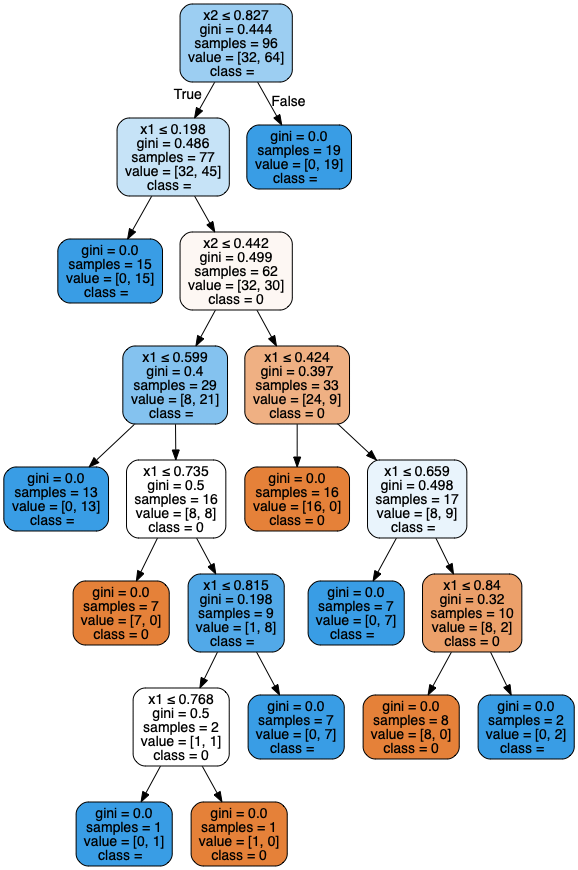 x2 ≤ 0.827
gini = 0.444
samples = 96
value = [32, 64]
class =
True
False
x1 ≤ 0.198
gini = 0.486
samples = 77
value = [32, 45]
class =
gini = 0.0
samples = 19
value = [0, 19]
class =
gini = 0.0
samples = 15
value = [0, 15]
class =
x2 ≤ 0.442
gini = 0.499
samples = 62
value = [32, 30]
class = 0
x1 ≤ 0.599
gini = 0.4
samples = 29
value = [8, 21]
class =
x1 ≤ 0.424
gini = 0.397
samples = 33
value = [24, 9]
class = 0
gini = 0.0
samples = 13
value = [0, 13]
class =
x1 ≤ 0.735
gini = 0.5
samples = 16
value = [8, 8]
class = 0
gini = 0.0
samples = 16
value = [16, 0]
class = 0
x1 ≤ 0.659
gini = 0.498
samples = 17
value = [8, 9]
class =
gini = 0.0
samples = 7
value = [7, 0]
class = 0
x1 ≤ 0.815
gini = 0.198
samples = 9
value = [1, 8]
class =
gini = 0.0
samples = 7
value = [0, 7]
class =
x1 ≤ 0.84
gini = 0.32
samples = 10
value = [8, 2]
class = 0
x1 ≤ 0.768
gini = 0.5
samples = 2
value = [1, 1]
class = 0
gini = 0.0
samples = 7
value = [0, 7]
class =
gini = 0.0
samples = 8
value = [8, 0]
class = 0
gini = 0.0
samples = 2
value = [0, 2]
class =
gini = 0.0
samples = 1
value = [0, 1]
class =
gini = 0.0
samples = 1
value = [1, 0]
class = 0